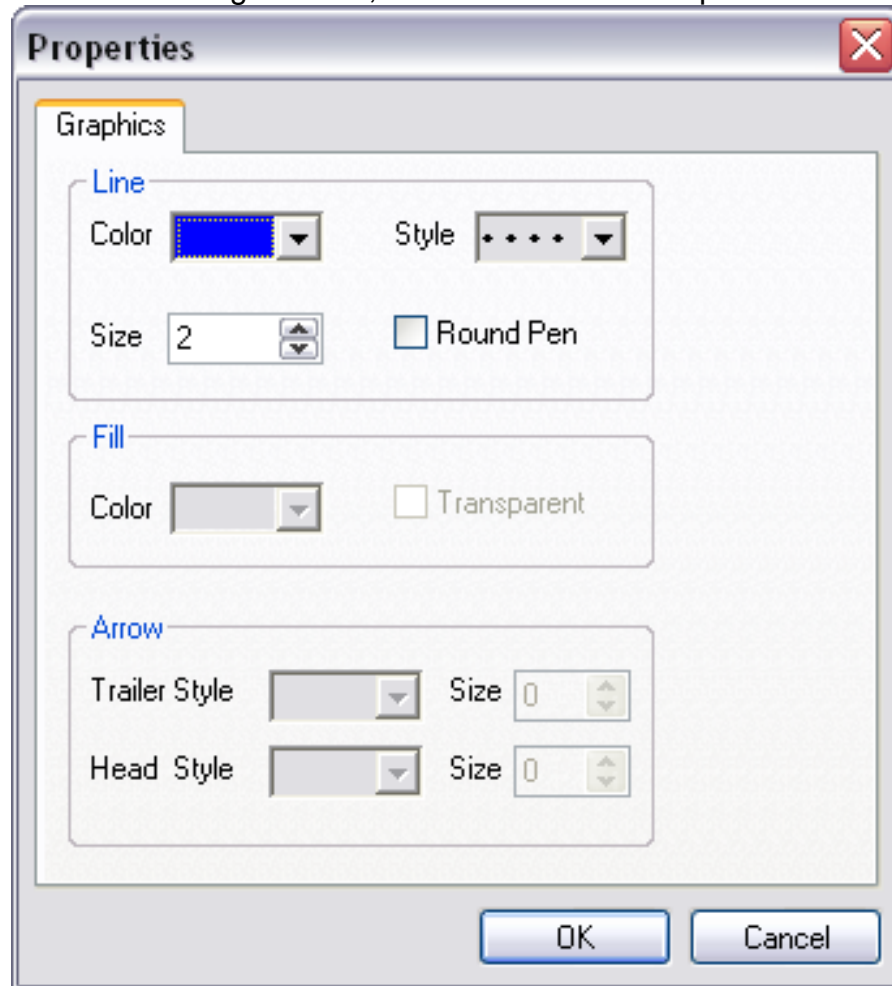 Properties
Graphics
Line
Color Style
Size 2 Round Pen
Fill
Color Transparent
Arrow
Trailer Style Size 0
Head Style Size 0
OK Cancel